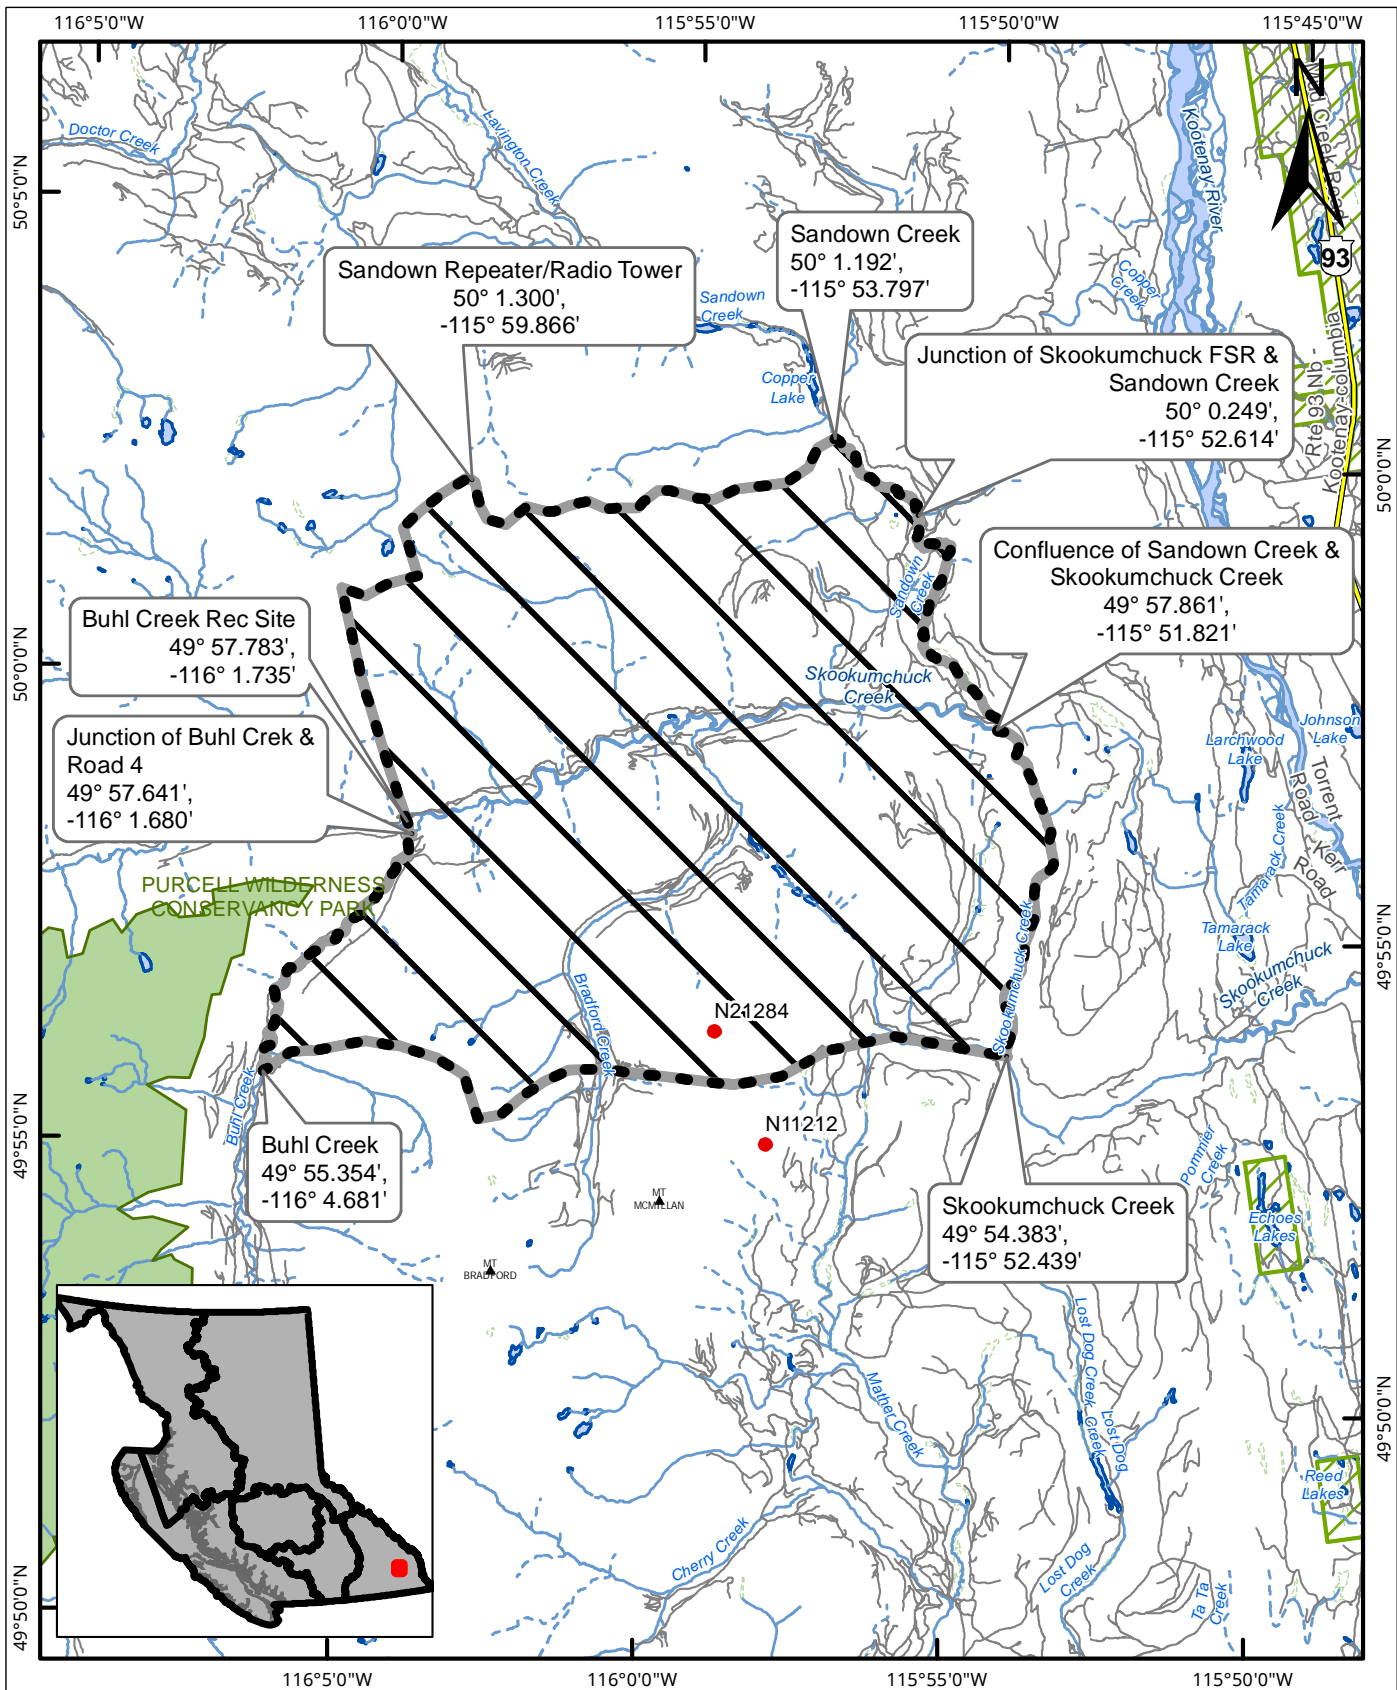 116°5'0"W
116°0'0"W
115°55'0"W
115°50'0"W
115°45'0"W
50°5'0"N
50°0'0"N
49°55'0"N
49°50'0"N
Doctor Creek
Lavington Creek
Kootenay River
N
93
Sandown Creek
50° 1.192',
-115° 53.797'
Sandown Repeater/Radio Tower
50° 1.300',
-115° 59.866'
Sandown
Creek
Copper
Creek
Copper
Lake
Junction of Skookumchuck FSR &
Sandown Creek
50° 0.249',
-115° 52.614'
Rte 93 Nb -
Kootenay-columbia
50°0'0"N
Confluence of Sandown Creek &
Skookumchuck Creek
49° 57.861',
-115° 51.821'
Sandown
Creek
Buhl Creek Rec Site
49° 57.783',
-116° 1.735'
Skookumchuck
Creek
Junction of Buhl Crek &
Road 4
49° 57.641',
-116° 1.680'
Larchwood
Lake
Johnson
Lake
Torrent
Road
Kerr
Road
Tamarack Creek
PURCELL WILDERNESS
CONSERVANCY PARK
Tamarack
Lake
Skookumchuck
Creek
49°55'0"N
Skookumchuck Creek
Bradford Creek
N21284
N11212
Buhl Creek
Buhl Creek
49° 55.354',
-116° 4.681'
Pommier
Creek
MT
MCMILLAN
Skookumchuck Creek
49° 54.383',
-115° 52.439'
Echoes
Lakes
MT
BRADFORD
Lost Dog Creek
Lost Dog
Creek
Mather Creek
49°50'0"N
Reed
Lakes
Cherry Creek
Lost Dog
Creek
Ta Ta
Creek
116°5'0"W
116°0'0"W
115°55'0"W
115°50'0"W